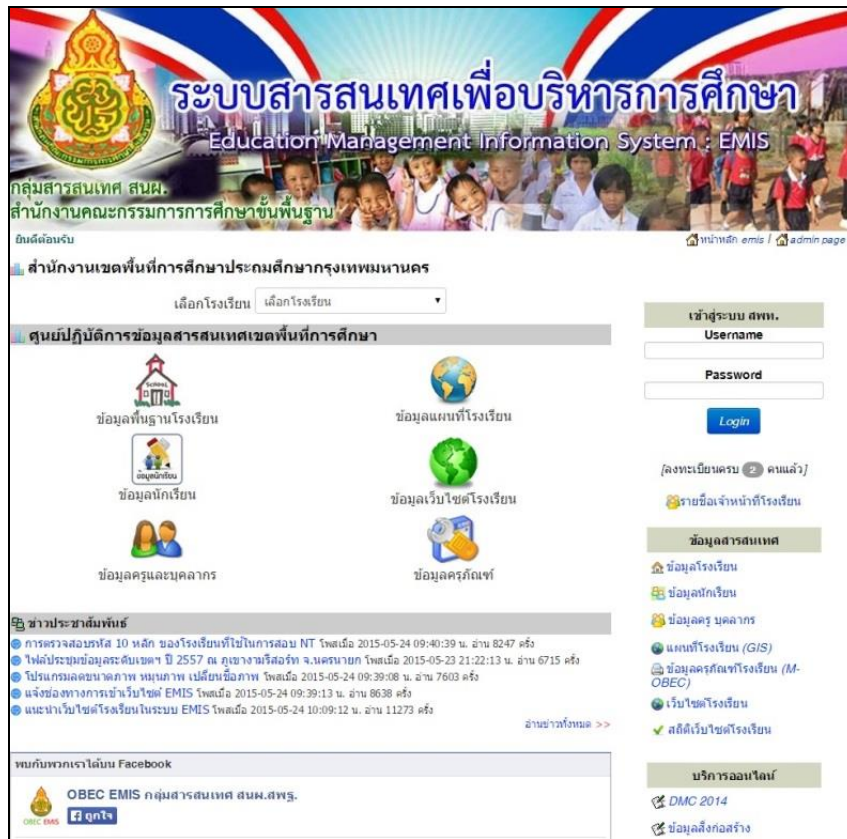 ระบบสารสนเทศเพื่อบริหารการศึกษา
Education Management Information System : EMIS
กลุ่มสารสนเทศ สนผ.
สำนักงานคณะกรรมการการศึกษาขั้นพื้นฐาน
ยินดีต้อนรับ
หน้าหลัก emis | admin page
สำนักงานเขตพื้นที่การศึกษาประถมศึกษากรุงเทพมหานคร
เลือกโรงเรียน เลือกโรงเรียน
ศูนย์ปฏิบัติการข้อมูลสารสนเทศเขตพื้นที่การศึกษา
SCHOOL
ข้อมูลพื้นฐานโรงเรียน
ข้อมูลแผนที่โรงเรียน
ข้อมูลนักเรียน
ข้อมูลนักเรียน
ข้อมูลเว็บไซต์โรงเรียน
ข้อมูลครูและบุคลากร
ข้อมูลครุภัณฑ์
ข่าวประชาสัมพันธ์
การตรวจสอบรหัส 10 หลัก ของโรงเรียนที่ใช้ในการสอบ NT โพสเมื่อ 2015-05-24 09:40:39 น. อ่าน 8247 ครั้ง
ไฟล์ประชุมข้อมูลระดับเขตฯ ปี 2557 ณ ภูเขางามรีสอร์ท จ.นครนายก โพสเมื่อ 2015-05-23 21:22:13 น. อ่าน 6715 ครั้ง
โปรแกรมลดขนาดภาพ หมุนภาพ เปลี่ยนชื่อภาพ โพสเมื่อ 2015-05-24 09:39:08 น. อ่าน 7603 ครั้ง
แจ้งช่องทางการเข้าเว็บไซต์ EMIS โพสเมื่อ 2015-05-24 09:39:13 น. อ่าน 8638 ครั้ง
แนะนำเว็บไซต์โรงเรียนในระบบ EMIS โพสเมื่อ 2015-05-24 10:09:12 น. อ่าน 11273 ครั้ง
อ่านข่าวทั้งหมด >>
พบกับพวกเราได้บน Facebook
OBEC EMIS กลุ่มสารสนเทศ สนผ.สพฐ.
OBEC EMIS
ถูกใจ
เข้าสู่ระบบ สพท.
Username
Password
Login
[ลงทะเบียนครบ 2 คนแล้ว]
รายชื่อเจ้าหน้าที่โรงเรียน
ข้อมูลสารสนเทศ
ข้อมูลโรงเรียน
ข้อมูลนักเรียน
ข้อมูลครู บุคลากร
แผนที่โรงเรียน (GIS)
ข้อมูลครุภัณฑ์โรงเรียน (M-
OBEC)
เว็บไซต์โรงเรียน
สถิติเว็บไซต์โรงเรียน
บริการออนไลน์
DMC 2014
ข้อมูลสิ่งก่อสร้าง